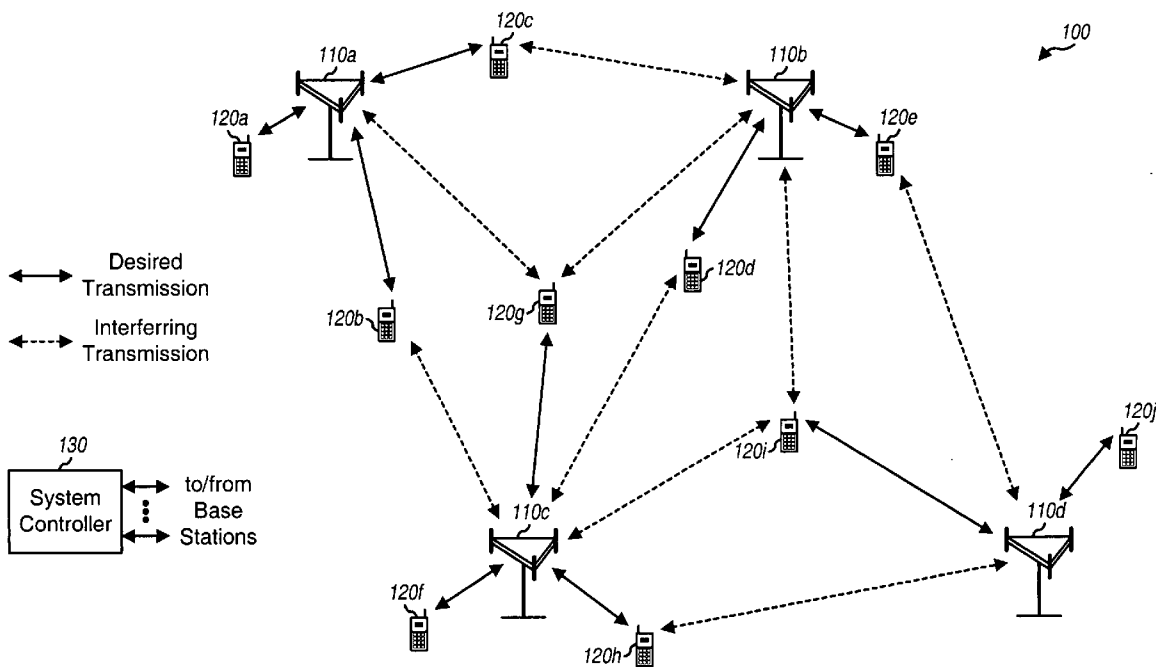 120c
100
110a
110b
120a
120e
Desired
Transmission
120d
120g
120b
Interfering
Transmission
120j
120i
130
System
Controller
to/from
Base
Stations
110c
110d
120f
120h